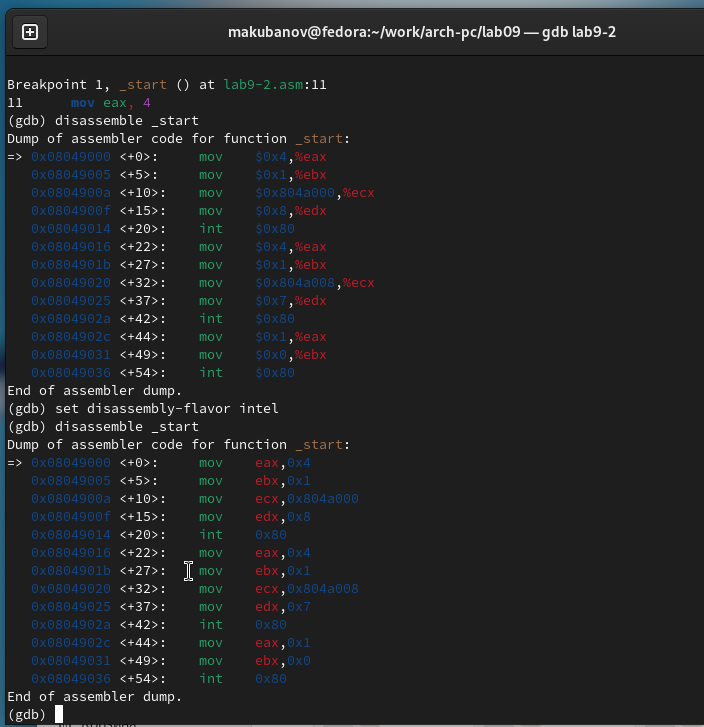 makubanov@fedora:~/work/arch-pc/lab09 — gdb lab9-2
Breakpoint 1, _start () at lab9-2.asm:11
11      mov eax, 4
(gdb) disassemble _start
Dump of assembler code for function _start:
=> 0x08049000 <+0>:     mov    $0x4,%eax
   0x08049005 <+5>:     mov    $0x1,%ebx
   0x0804900a <+10>:    mov    $0x804a000,%ecx
   0x0804900f <+15>:    mov    $0x8,%edx
   0x08049014 <+20>:    int    $0x80
   0x08049016 <+22>:    mov    $0x4,%eax
   0x0804901b <+27>:    mov    $0x1,%ebx
   0x08049020 <+32>:    mov    $0x804a008,%ecx
   0x08049025 <+37>:    mov    $0x7,%edx
   0x0804902a <+42>:    int    $0x80
   0x0804902c <+44>:    mov    $0x1,%eax
   0x08049031 <+49>:    mov    $0x0,%ebx
   0x08049036 <+54>:    int    $0x80
End of assembler dump.
(gdb) set disassembly-flavor intel
(gdb) disassemble _start
Dump of assembler code for function _start:
=> 0x08049000 <+0>:     mov    eax,0x4
   0x08049005 <+5>:     mov    ebx,0x1
   0x0804900a <+10>:    mov    ecx,0x804a000
   0x0804900f <+15>:    mov    edx,0x8
   0x08049014 <+20>:    int    0x80
   0x08049016 <+22>:    mov    eax,0x4
   0x0804901b <+27>:    mov    ebx,0x1
   0x08049020 <+32>:    mov    ecx,0x804a008
   0x08049025 <+37>:    mov    edx,0x7
   0x0804902a <+42>:    int    0x80
   0x0804902c <+44>:    mov    eax,0x1
   0x08049031 <+49>:    mov    ebx,0x0
   0x08049036 <+54>:    int    0x80
End of assembler dump.
(gdb)